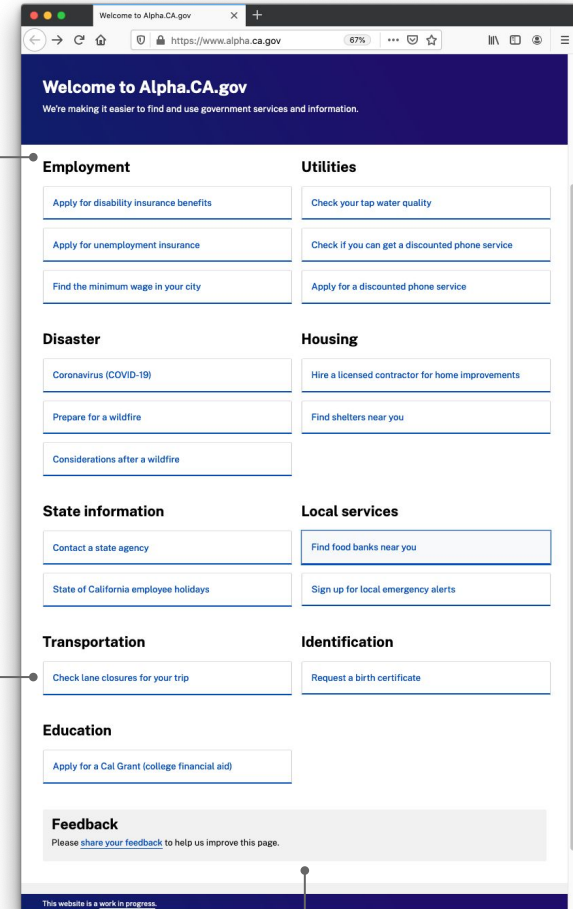 Welcome to Alpha.CA.gov
https://www.alpha.ca.gov
67%
Welcome to Alpha.CA.gov
We're making it easier to find and use government services and information.
Employment
Apply for disability insurance benefits
Apply for unemployment insurance
Find the minimum wage in your city
Utilities
Check your tap water quality
Check if you can get a discounted phone service
Apply for a discounted phone service
Disaster
Coronavirus (COVID-19)
Prepare for a wildfire
Considerations after a wildfire
Housing
Hire a licensed contractor for home improvements
Find shelters near you
State information
Contact a state agency
State of California employee holidays
Local services
Find food banks near you
Sign up for local emergency alerts
Transportation
Check lane closures for your trip
Identification
Request a birth certificate
Education
Apply for a Cal Grant (college financial aid)
Feedback
Please share your feedback to help us improve this page.
This website is a work in progress.